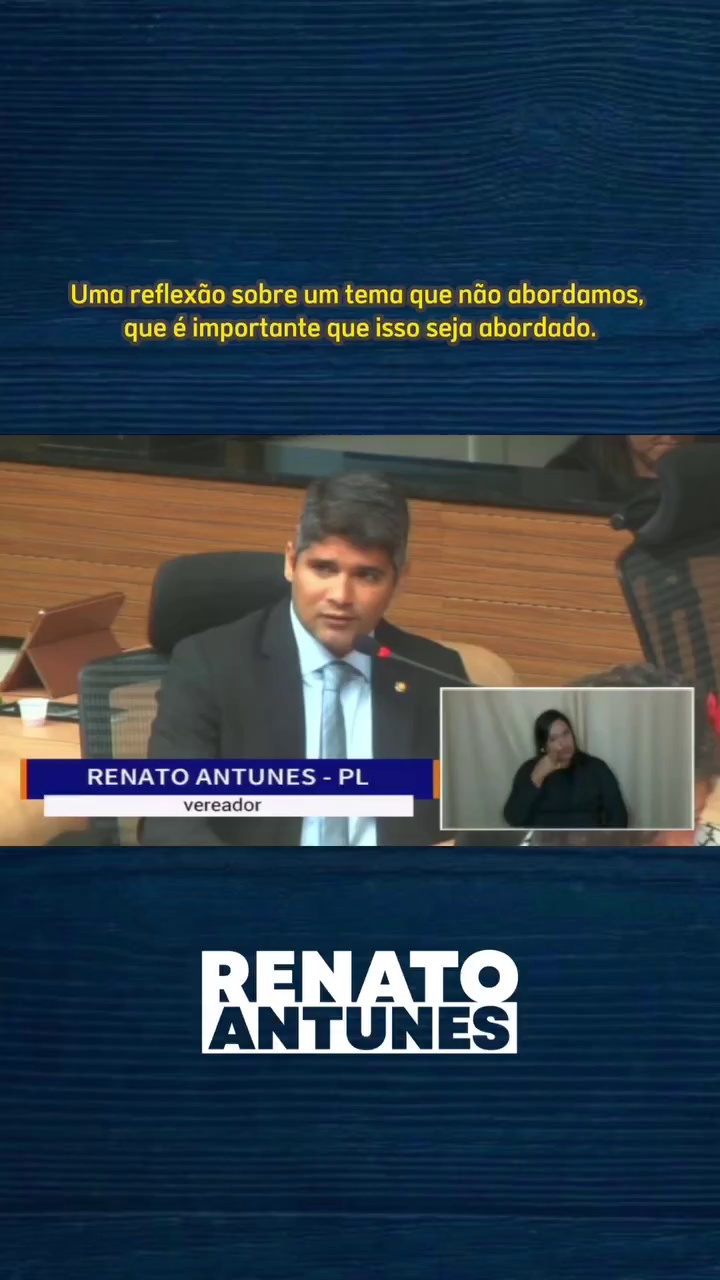 Uma reflexão sobre um tema que não abordamos,
que é importante que isso seja abordado.
RENATO ANTUNES - PL
vereador
RENATO
ANTUNES